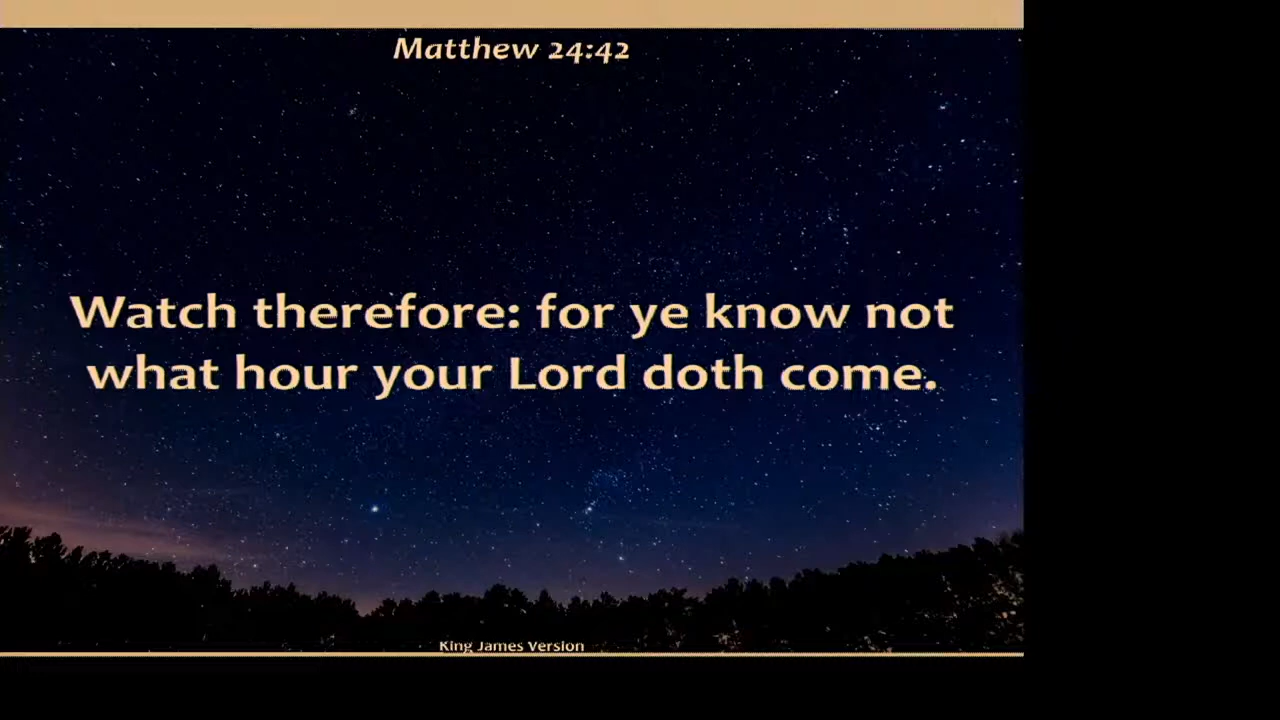 Matthew 24:42
Watch therefore: for ye know not
what hour your Lord doth come.
King James Version